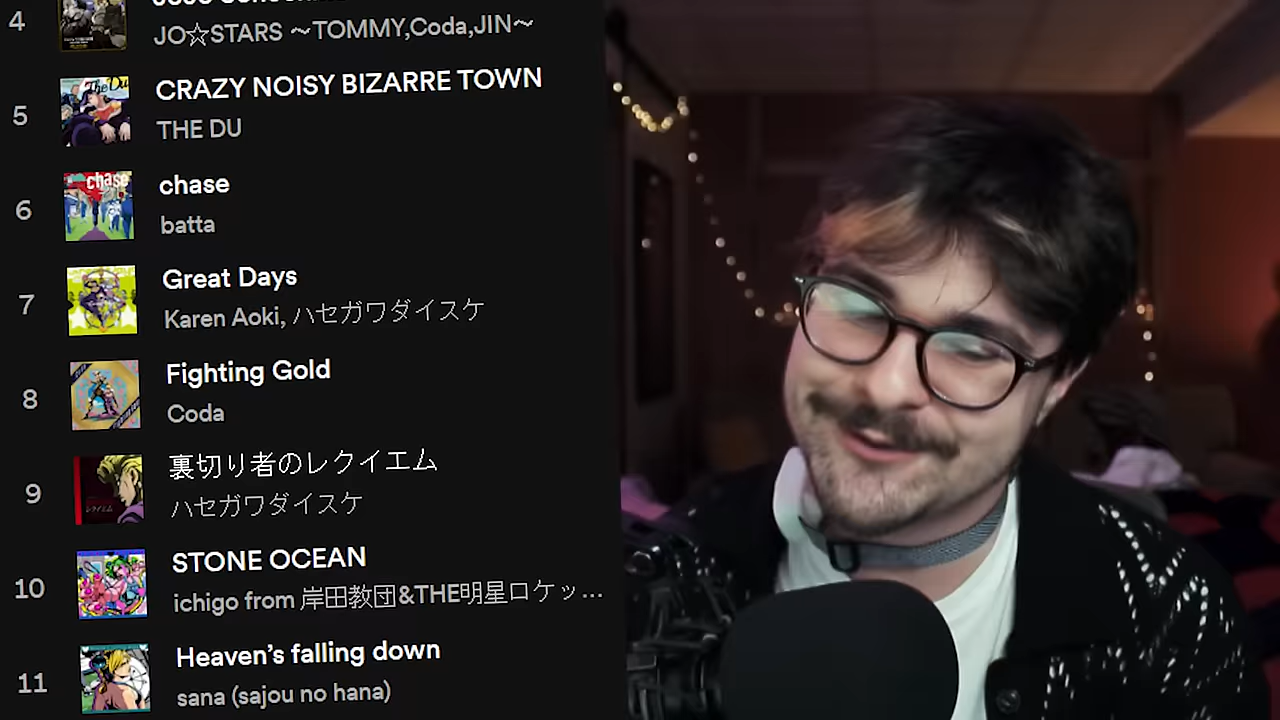 4
JO☆STARS ～TOMMY,Coda,JIN～
5
CRAZY NOISY BIZARRE TOWN
THE DU
6
chase
chase
batta
7
Great Days
Karen Aoki, ハセガワダイスケ
8
Fighting Gold
Coda
9
裏切り者のレクイエム
ハセガワダイスケ
10
STONE OCEAN
ichigo from 岸田教団&THE明星ロケッ...
11
Heaven's falling down
sana (sajou no hana)